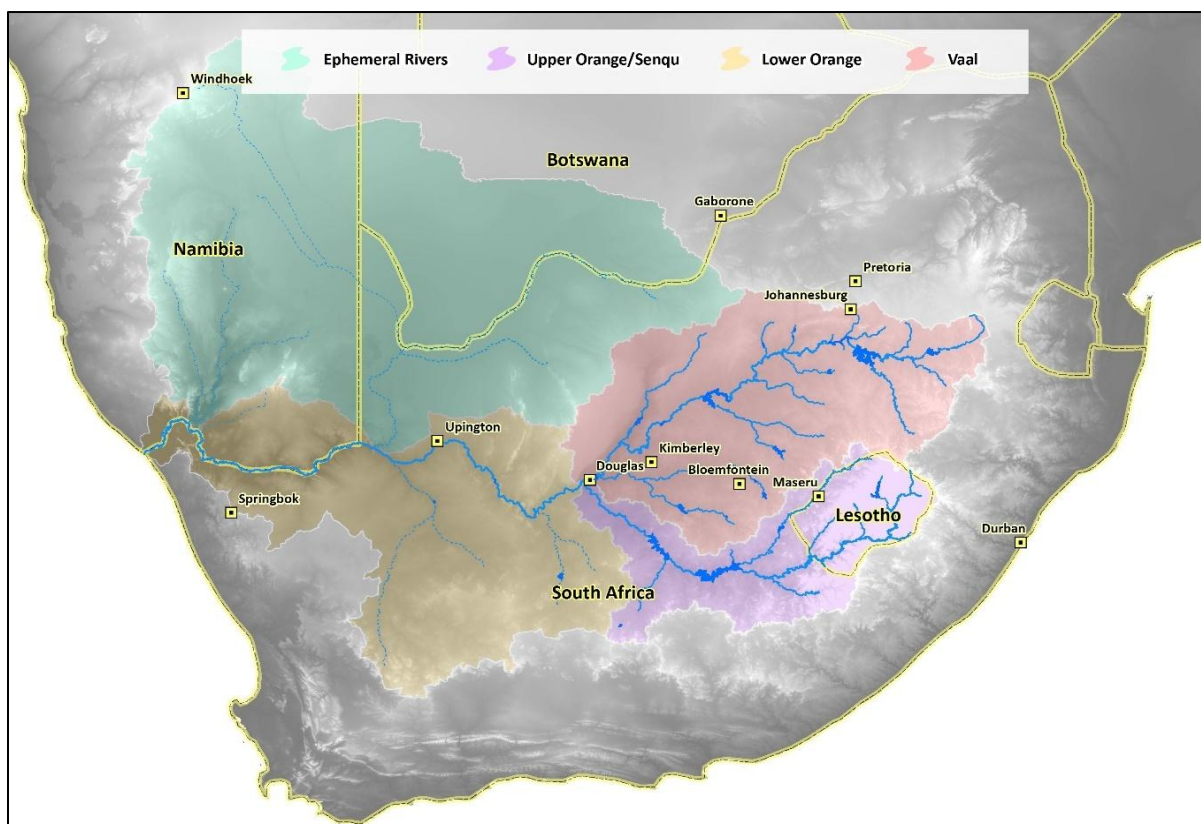 Ephemeral Rivers
Upper Orange/Senqu
Lower Orange
Vaal
Windhoek
Botswana
Gaborone
Namibia
Pretoria
Johannesburg
Upington
Kimberley
Douglas
Bloemfontein
Maseru
Springbok
Lesotho
Durban
South Africa